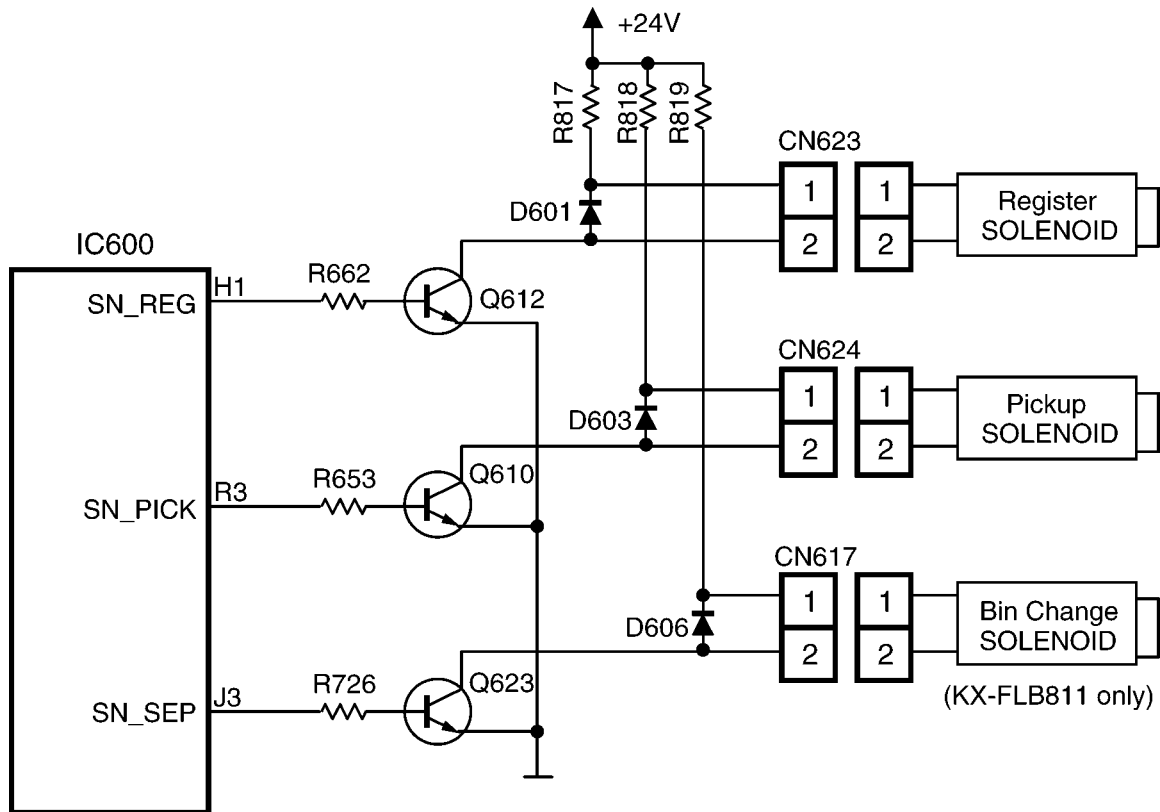 +24V
R817
R818
R819
CN623
1
1
Register
SOLENOID
D601
2
2
IC600
SN_REG
H1
R662
Q612
CN624
1
1
Pickup
SOLENOID
D603
2
2
SN_PICK
R3
R653
Q610
CN617
1
1
Bin Change
SOLENOID
D606
2
2
SN_SEP
J3
R726
Q623
(KX-FLB811 only)